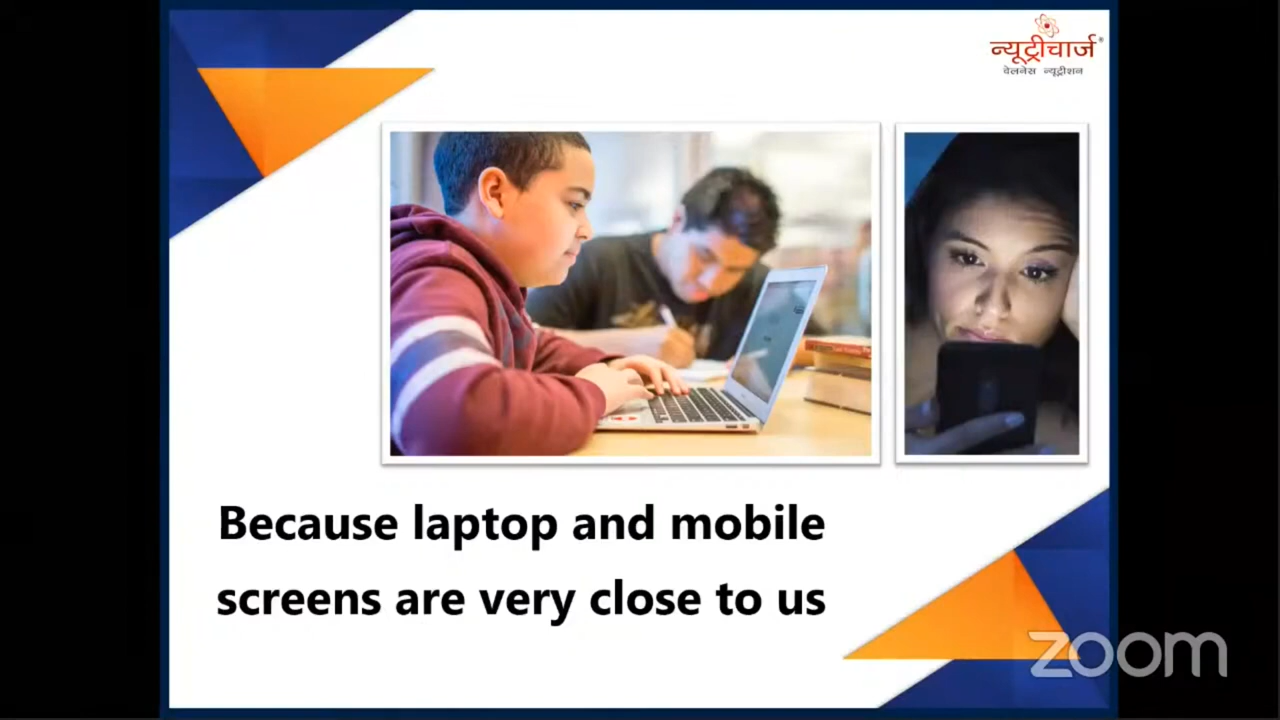 न्यूट्रीचार्ज®
वेलनेस न्यूट्रीशन
Because laptop and mobile
screens are very close to us
zoom